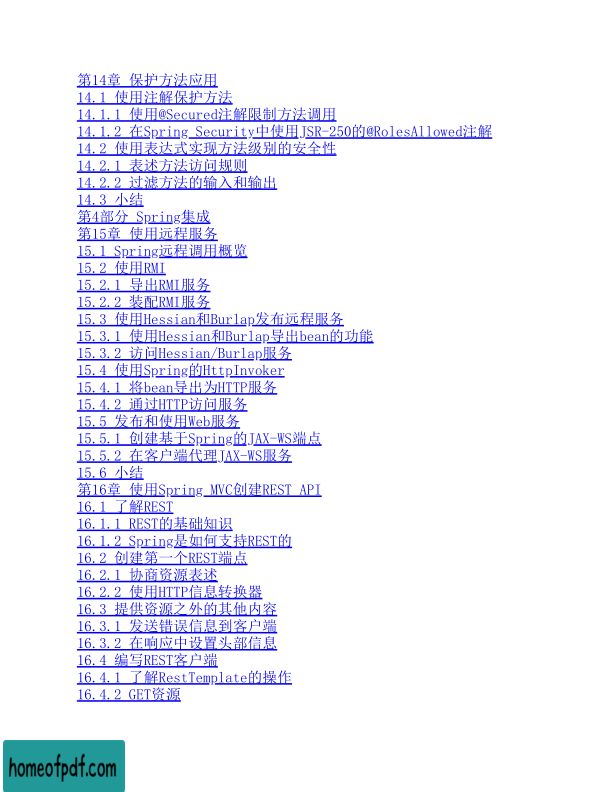 第14章 保护方法应用
14.1 使用注解保护方法
14.1.1 使用@Secured注解限制方法调用
14.1.2 在Spring Security中使用JSR-250的@RolesAllowed注解
14.2 使用表达式实现方法级别的安全性
14.2.1 表述方法访问规则
14.2.2 过滤方法的输入和输出
14.3 小结
第4部分 Spring集成
第15章 使用远程服务
15.1 Spring远程调用概览
15.2 使用RMI
15.2.1 导出RMI服务
15.2.2 装配RMI服务
15.3 使用Hessian和Burlap发布远程服务
15.3.1 使用Hessian和Burlap导出bean的功能
15.3.2 访问Hessian/Burlap服务
15.4 使用Spring的HttpInvoker
15.4.1 将bean导出为HTTP服务
15.4.2 通过HTTP访问服务
15.5 发布和使用Web服务
15.5.1 创建基于Spring的JAX-WS端点
15.5.2 在客户端代理JAX-WS服务
15.6 小结
第16章 使用Spring MVC创建REST API
16.1 了解REST
16.1.1 REST的基础知识
16.1.2 Spring是如何支持REST的
16.2 创建第一个REST端点
16.2.1 协商资源表述
16.2.2 使用HTTP信息转换器
16.3 提供资源之外的其他内容
16.3.1 发送错误信息到客户端
16.3.2 在响应中设置头部信息
16.4 编写REST客户端
16.4.1 了解RestTemplate的操作
16.4.2 GET资源
homeofpdf.com